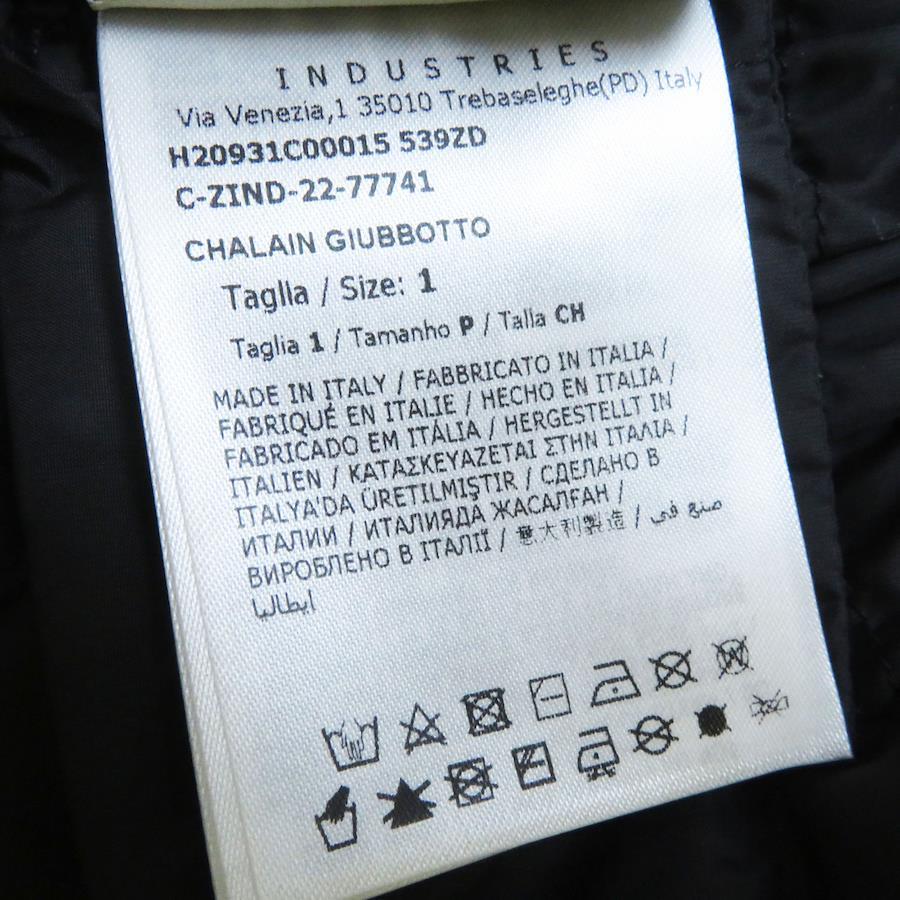 INDUSTRIES
Via Venezia,1 35010 Trebaseleghe(PD) Italy
H20931C00015 539ZD
C-ZIND-22-77741
CHALAIN GIUBBOTTO
Taglia / Size: 1
Taglia 1 / Tamanho P / Talla CH
MADE IN ITALY / FABBRICATO IN ITALIA /
FABRIQUÉ EN ITALIE / HECHO EN ITALIA /
FABRICADO EM ITÁLIA / HERGESTELLT IN
ITALIEN / ΚΑΤΑΣΚΕΥΑΖΕΤΑΙ ΣΤΗΝ ΙΤΑΛΙΑ /
ITALYA'DA ÜRETILMIŞTIR / СДЕЛАНО В
ИТАЛИИ / ИТАЛИЯДА ЖАСАЛҒАН /
ВИРОБЛЕНО В ІТАЛІЇ / 意大利製造 / صنع في
ايطاليا